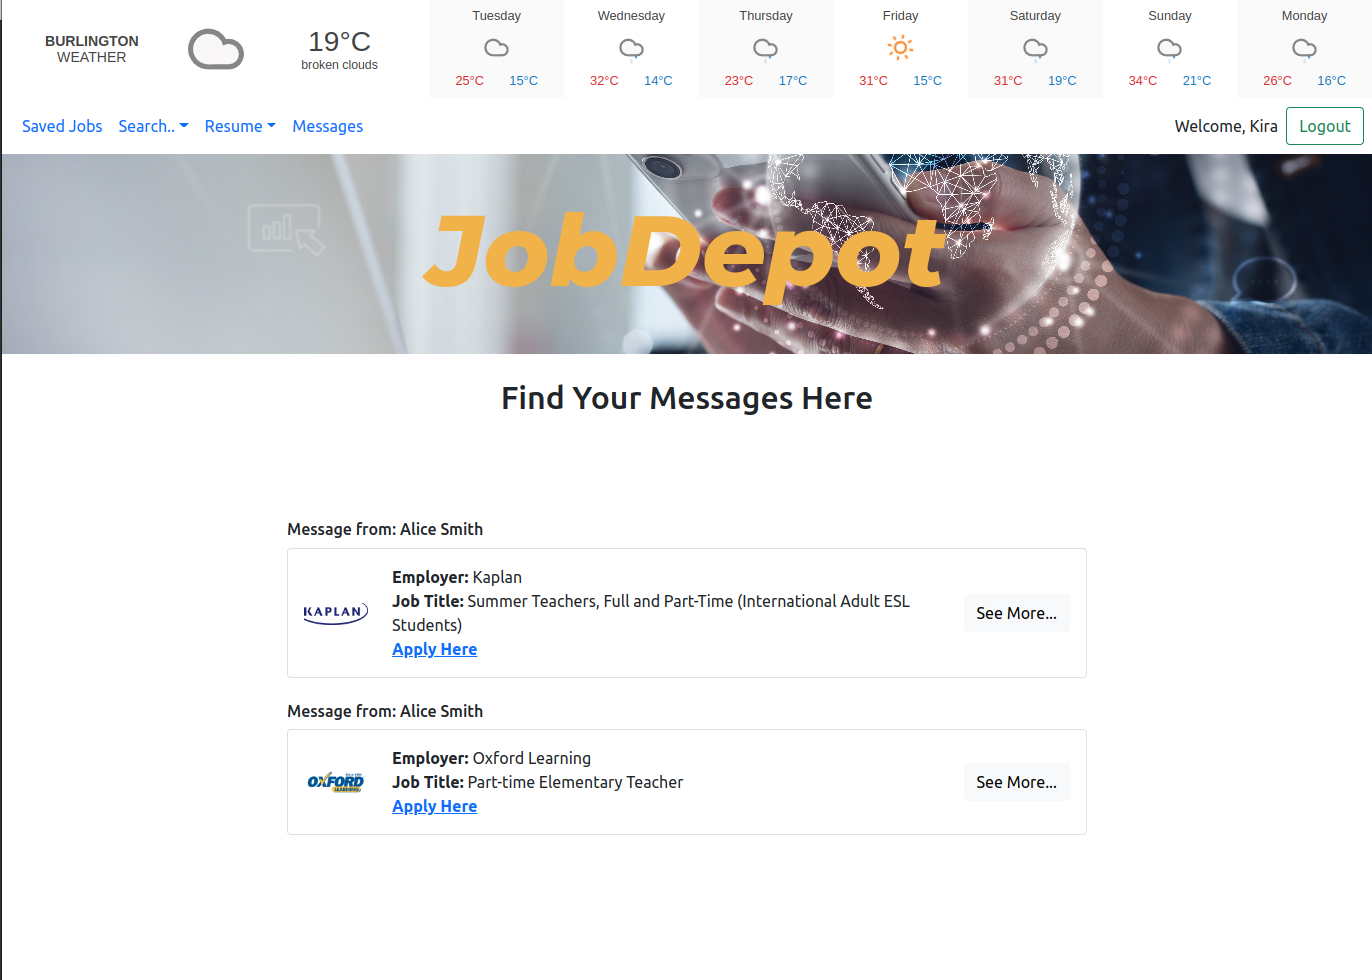 BURLINGTON
WEATHER
19°C
broken clouds
Tuesday
25°C 15°C
Wednesday
32°C 14°C
Thursday
23°C 17°C
Friday
31°C 15°C
Saturday
31°C 19°C
Sunday
34°C 21°C
Monday
26°C 16°C
Saved Jobs Search.. Resume Messages
Welcome, Kira Logout
JobDepot
Find Your Messages Here
Message from: Alice Smith
KAPLAN
Employer: Kaplan
Job Title: Summer Teachers, Full and Part-Time (International Adult ESL
Students)
Apply Here
See More...
Message from: Alice Smith
OXFORD
LEARNING
Employer: Oxford Learning
Job Title: Part-time Elementary Teacher
Apply Here
See More...